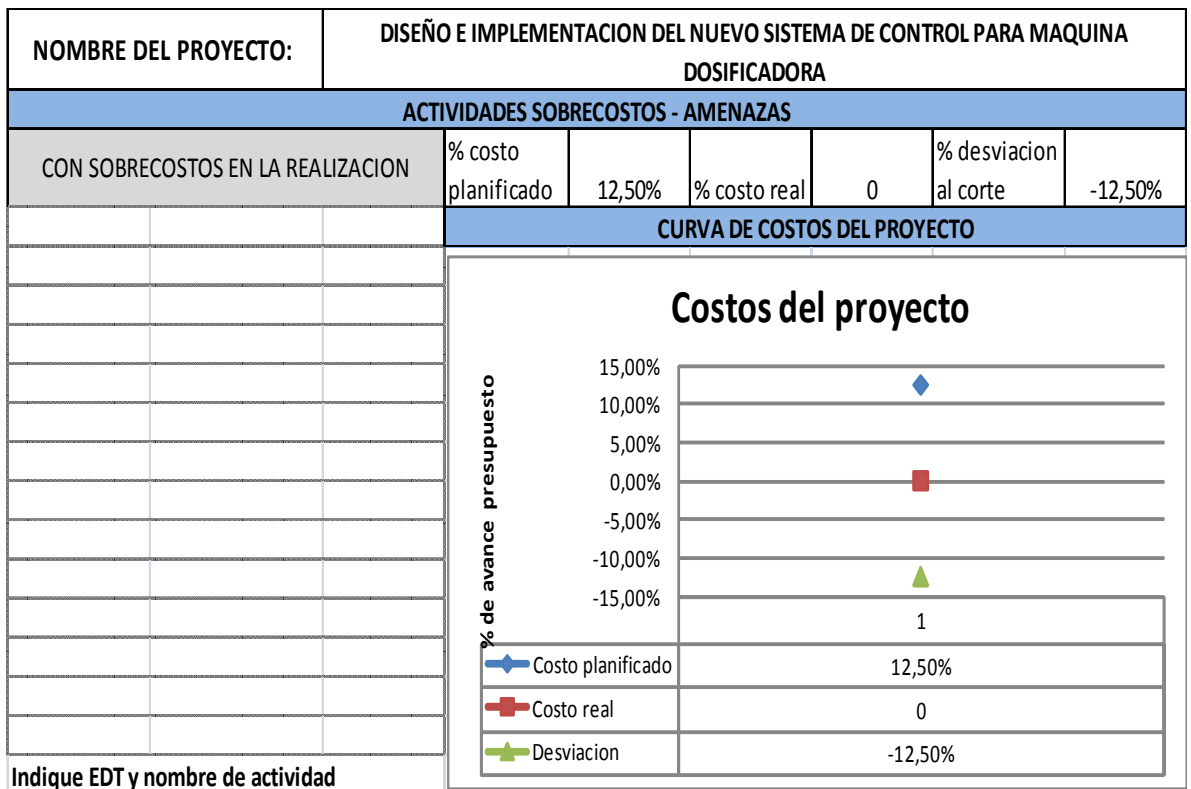 NOMBRE DEL PROYECTO:
DISEÑO E IMPLEMENTACION DEL NUEVO SISTEMA DE CONTROL PARA MAQUINA
DOSIFICADORA
ACTIVIDADES SOBRECOSTOS - AMENAZAS
CON SOBRECOSTOS EN LA REALIZACION
% costo
planificado
12,50%
% costo real
0
% desviacion
al corte
-12,50%
CURVA DE COSTOS DEL PROYECTO
Costos del proyecto
% de avance presupuesto
15,00%
10,00%
5,00%
0,00%
-5,00%
-10,00%
-15,00%
1
Costo planificado
12,50%
Costo real
0
Desviacion
-12,50%
Indique EDT y nombre de actividad